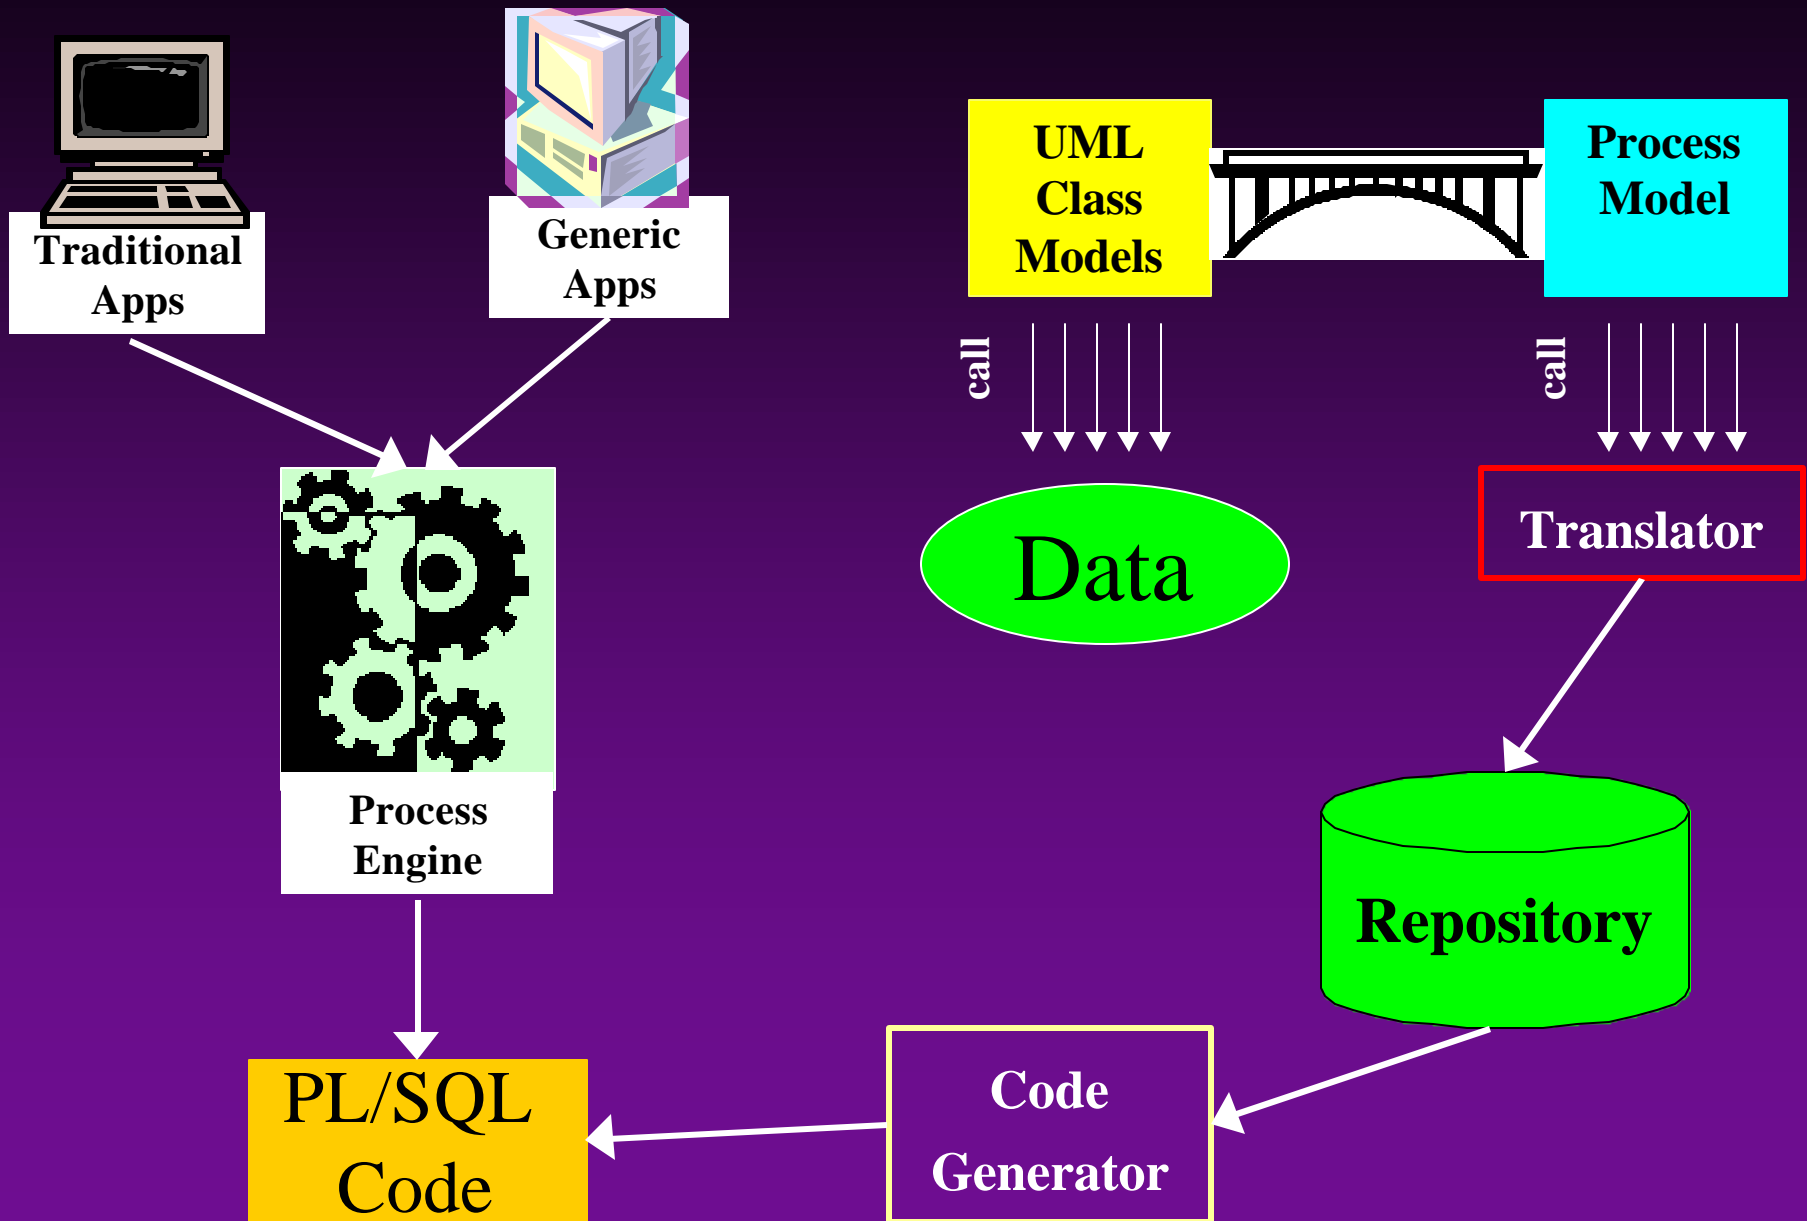 Traditional
Apps
Generic
Apps
UML
Class
Models
Process
Model
call
call
Data
Translator
Process
Engine
Repository
PL/SQL
Code
Code
Generator